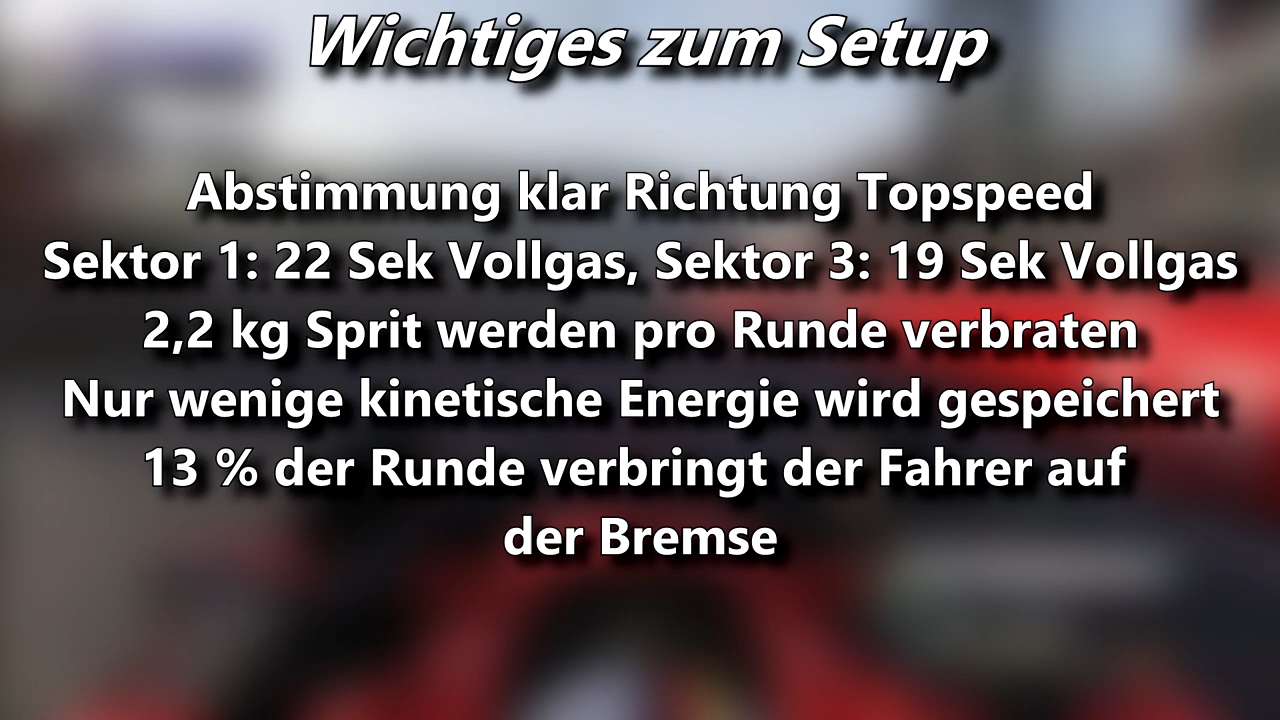 Wichtiges zum Setup
Abstimmung klar Richtung Topspeed
Sektor 1: 22 Sek Vollgas, Sektor 3: 19 Sek Vollgas
2,2 kg Sprit werden pro Runde verbraten
Nur wenige kinetische Energie wird gespeichert
13 % der Runde verbringt der Fahrer auf
der Bremse